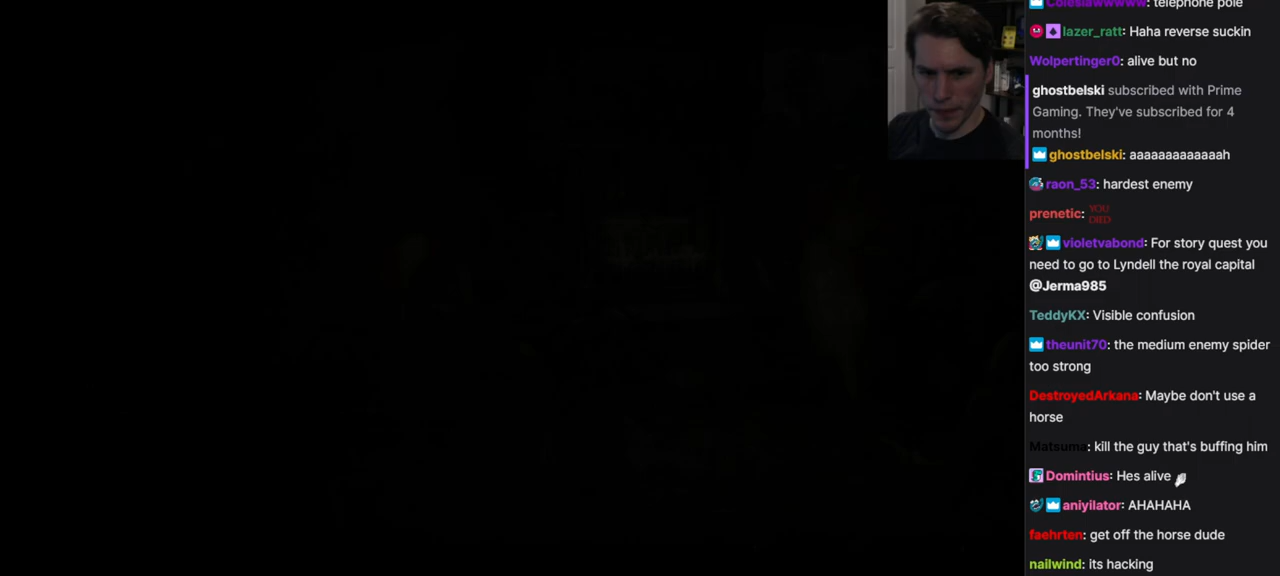 Coleslawwwww: telephone pole
lazer_ratt: Haha reverse suckin
Wolpertinger0: alive but no
ghostbelski subscribed with Prime
Gaming. They've subscribed for 4
months!
ghostbelski: aaaaaaaaaaaaah
raon_53: hardest enemy
prenetic: YOU DIED
violetvabond: For story quest you
need to go to Lyndell the royal capital
@Jerma985
TeddyKX: Visible confusion
theunit70: the medium enemy spider
too strong
DestroyedArkana: Maybe don't use a
horse
Matsuma: kill the guy that's buffing him
Domintius: Hes alive
aniyilator: AHAHAHA
faehrten: get off the horse dude
nailwind: its hacking